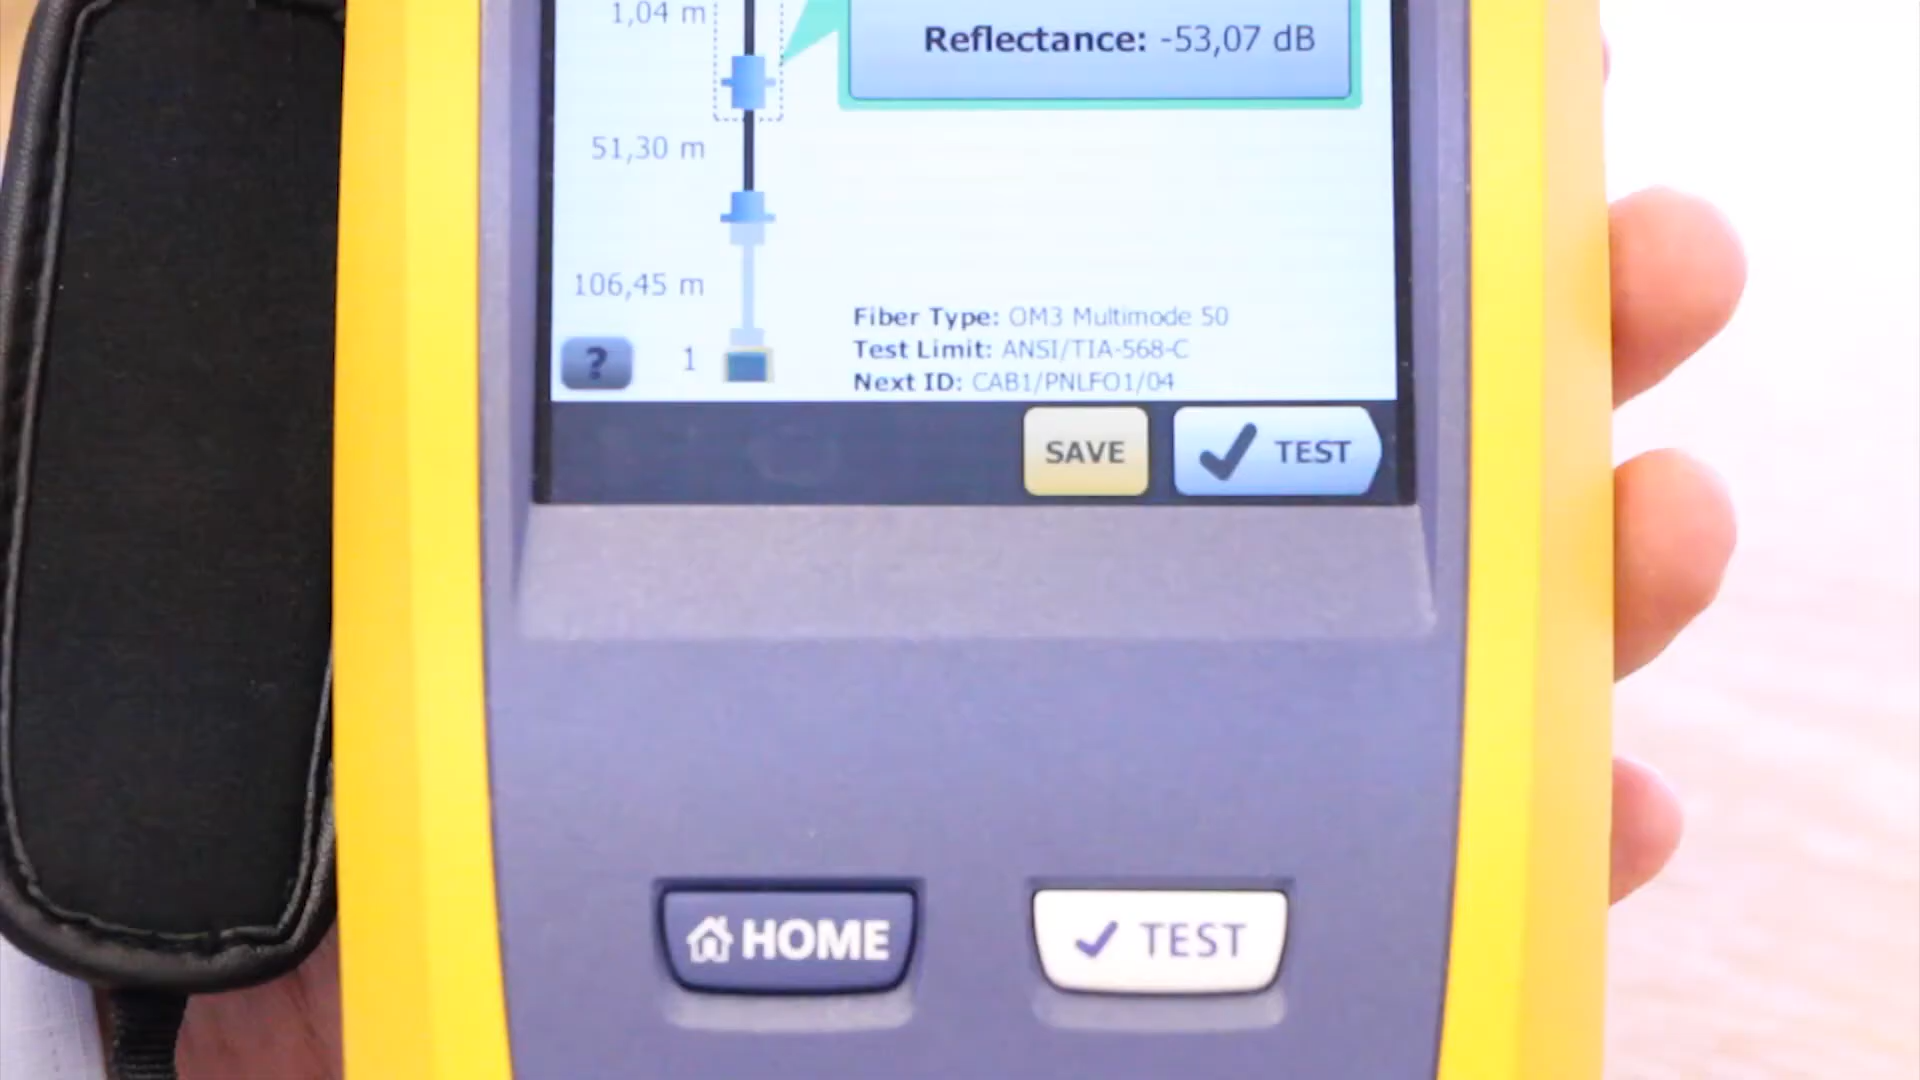 1,04 m
Reflectance: -53,07 dB
51,30 m
106,45 m
Fiber Type: OM3 Multimode 50
? 1 Test Limit: ANSI/TIA-568-C
Next ID: CAB1/PNLFO1/04
SAVE TEST
HOME TEST